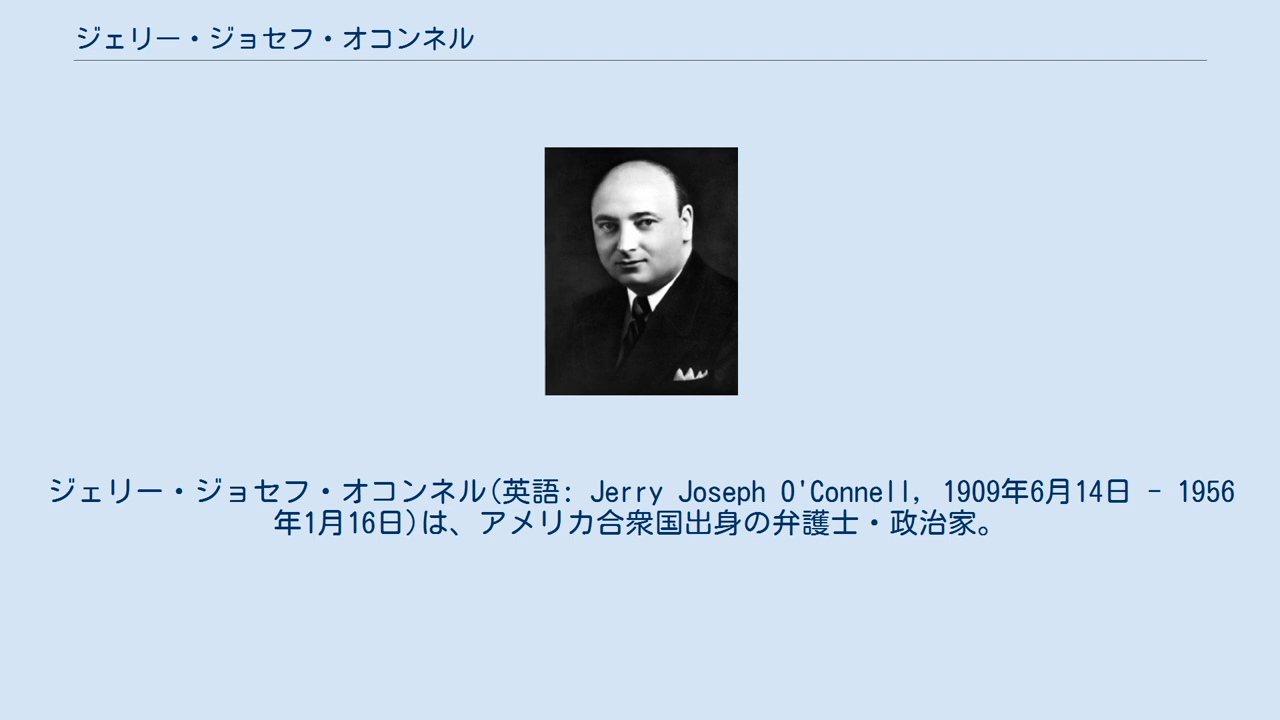 ジェリー・ジョセフ・オコンネル
ジェリー・ジョセフ・オコンネル(英語: Jerry Joseph O'Connell, 1909年6月14日 - 1956
年1月16日)は、アメリカ合衆国出身の弁護士・政治家。